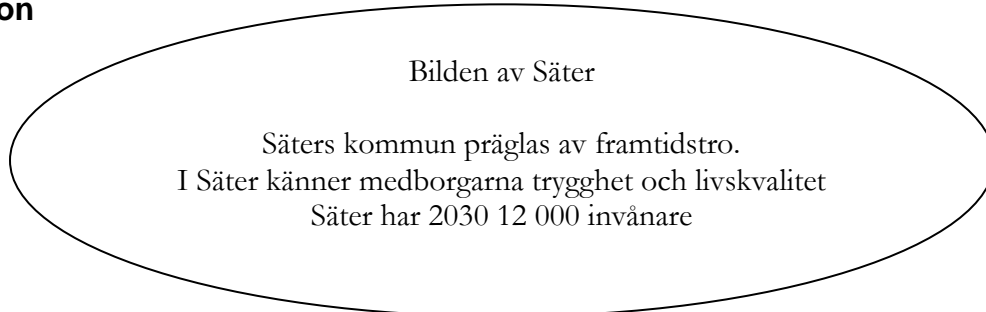 on
Bilden av Säter
Säters kommun präglas av framtidstro.
I Säter känner medborgarna trygghet och livskvalitet
Säter har 2030 12 000 invånare